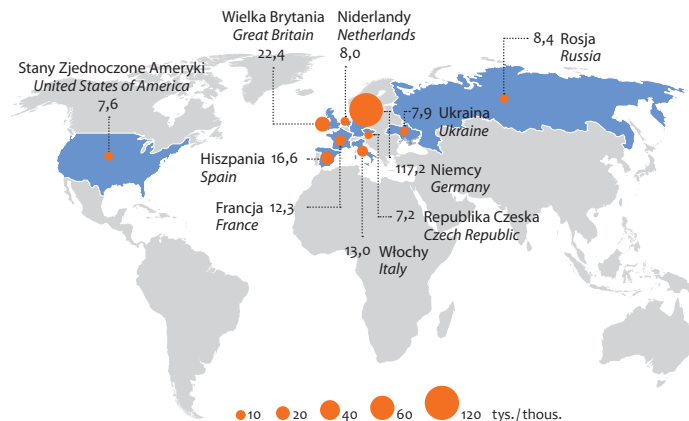 Wielka Brytania
Great Britain
22,4
Niderlandy
Netherlands
8,0
8,4 Rosja
Russia
Stany Zjednoczone Ameryki
United States of America
7,6
7,9 Ukraina
Ukraine
Hiszpania 16,6
Spain
117,2 Niemcy
Germany
Francja 12,3
France
7,2 Republika Czeska
Czech Republic
13,0 Włochy
Italy
10 20 40 60 120 tys./thous.